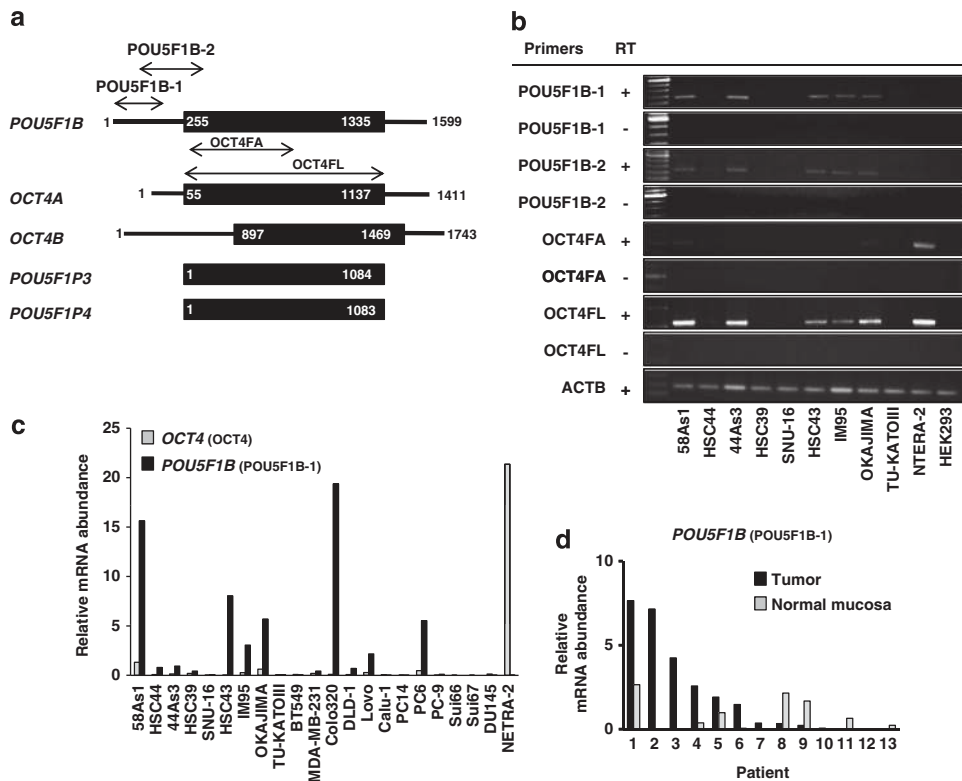 a
POU5F1B-2
POU5F1B-1
POU5F1B
1
255
1335
1599
OCT4FA
OCT4FL
OCT4A
1
55
1137
1411
OCT4B
1
897
1469
1743
POU5F1P3
1
1084
POU5F1P4
1
1083
b
Primers RT
POU5F1B-1 +
POU5F1B-1 -
POU5F1B-2 +
POU5F1B-2 -
OCT4FA +
OCT4FA -
OCT4FL +
OCT4FL -
ACTB +
58As1
HSC44
44As3
HSC39
SNU-16
HSC43
IM95
OKAJIMA
TU-KATOIII
NTERA-2
HEK293
c
Relative mRNA abundance
25
20
15
10
5
0
OCT4 (OCT4)
POU5F1B (POU5F1B-1)
58As1
HSC44
44As3
HSC39
SNU-16
HSC43
IM95
OKAJIMA
TU-KATOIII
BT549
MDA-MB-231
Colo320
DLD-1
Lovo
Calu-1
PC14
PC6
PC-9
Sui66
Sui67
DU145
NETRA-2
d
POU5F1B (POU5F1B-1)
Relative
mRNA abundance
10
5
0
Tumor
Normal mucosa
1 2 3 4 5 6 7 8 9 10 11 12 13
Patient